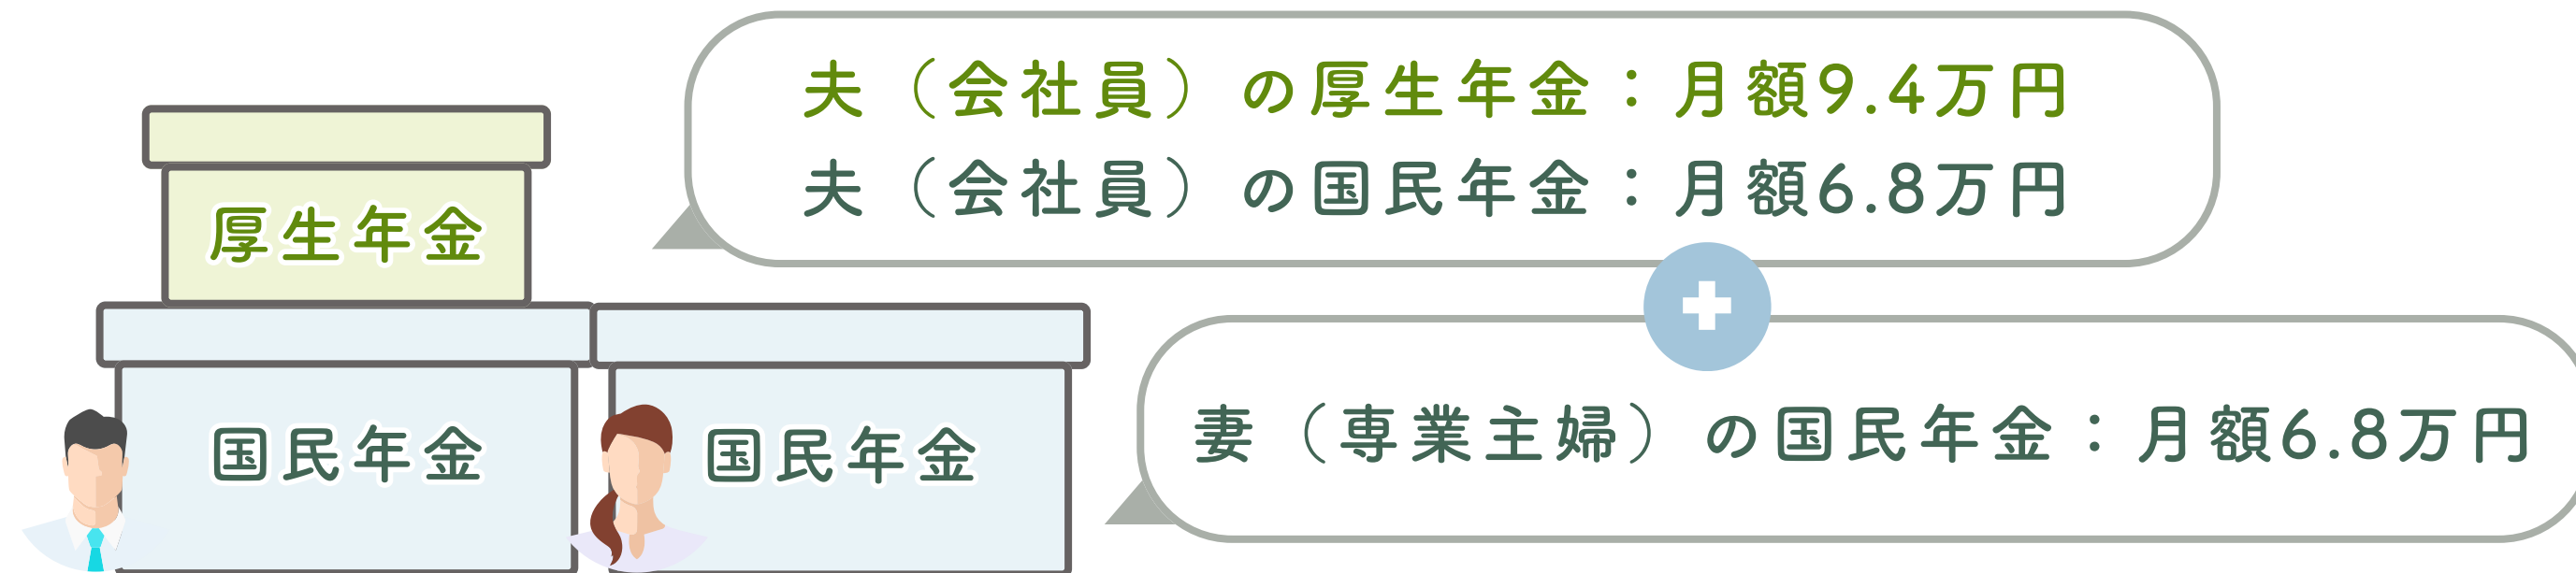 夫（会社員）の厚生年金：月額9.4万円
夫（会社員）の国民年金：月額6.8万円
厚生年金
国民年金
国民年金
妻（専業主婦）の国民年金：月額6.8万円